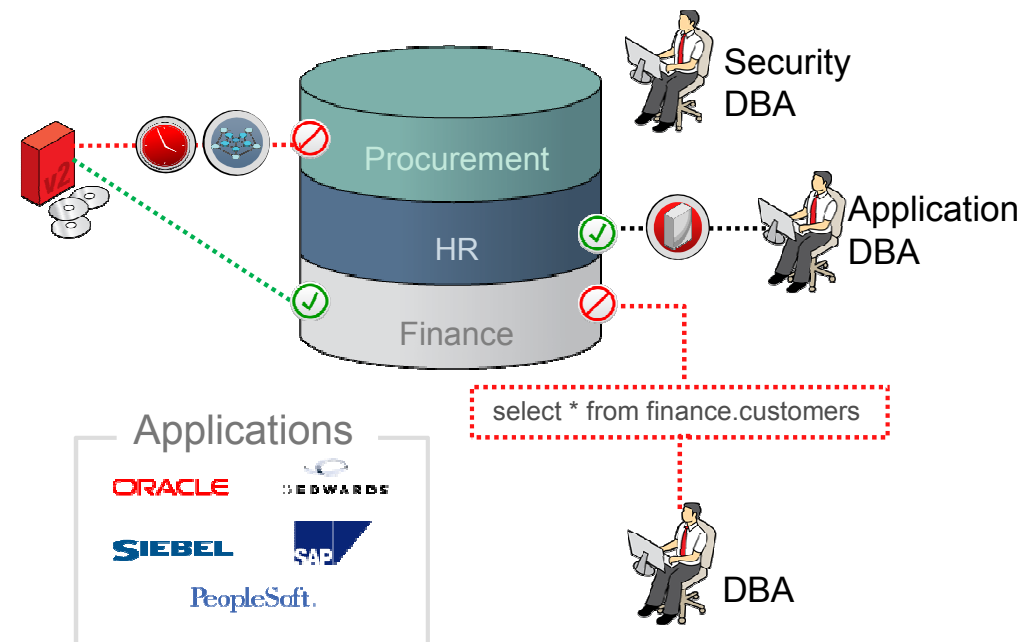 Security
DBA
v2
Procurement
Application
DBA
HR
Finance
select * from finance.customers
Applications
ORACLE
EDWARDS
SIEBEL
SAP
PeopleSoft.
DBA